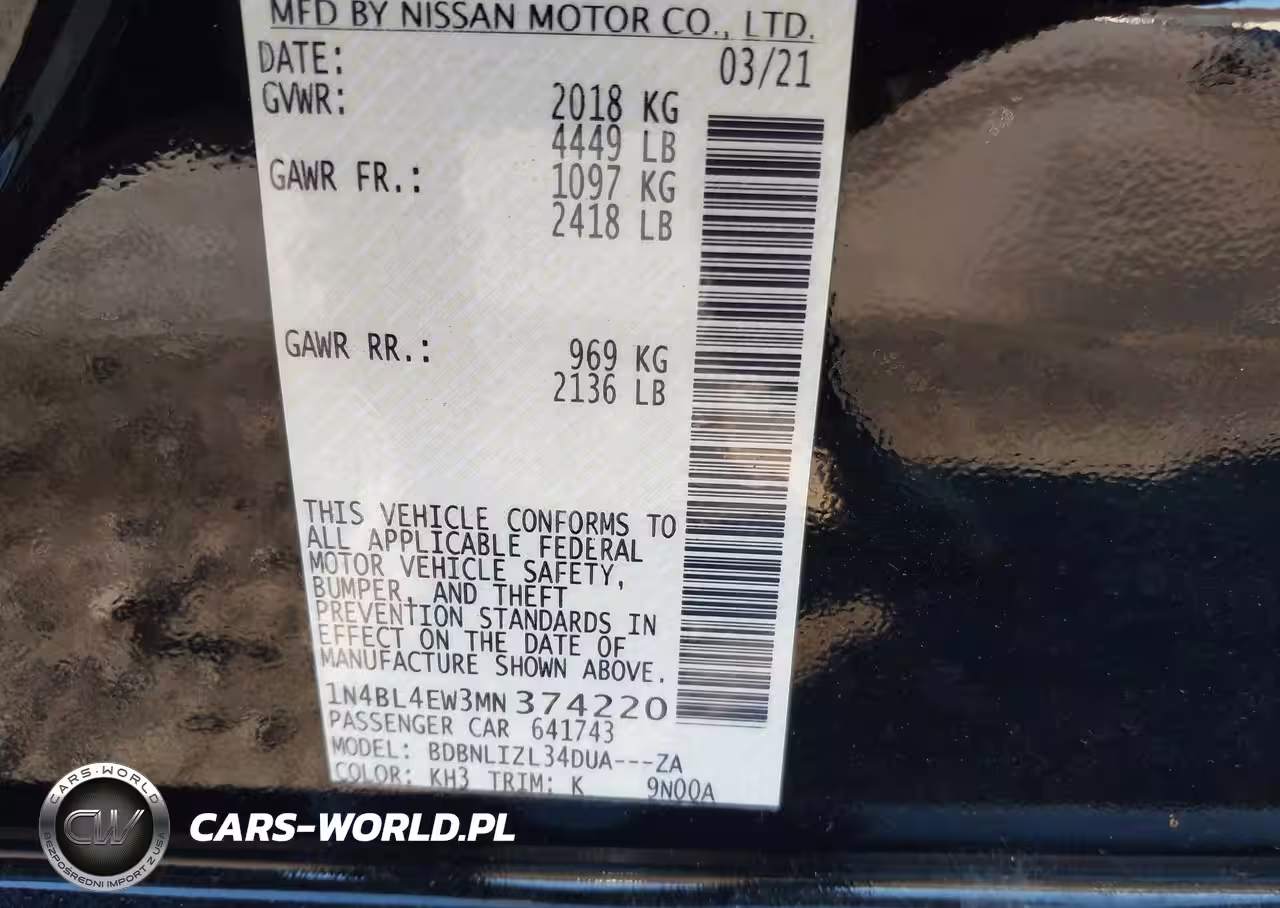 MFD BY NISSAN MOTOR CO., LTD.
DATE: 03/21
GVWR: 2018 KG
4449 LB
GAWR FR.: 1097 KG
2418 LB
GAWR RR.: 969 KG
2136 LB
THIS VEHICLE CONFORMS TO
ALL APPLICABLE FEDERAL
MOTOR VEHICLE SAFETY,
BUMPER, AND THEFT
PREVENTION STANDARDS IN
EFFECT ON THE DATE OF
MANUFACTURE SHOWN ABOVE.
1N4BL4EW3MN374220
PASSENGER CAR 641743
MODEL: BDBNLIZL34DUA---ZA
COLOR: KH3 TRIM: K 9N00A
CARS-WORLD
CW
BEZPOŚREDNI IMPORT Z USA
CARS-WORLD.PL